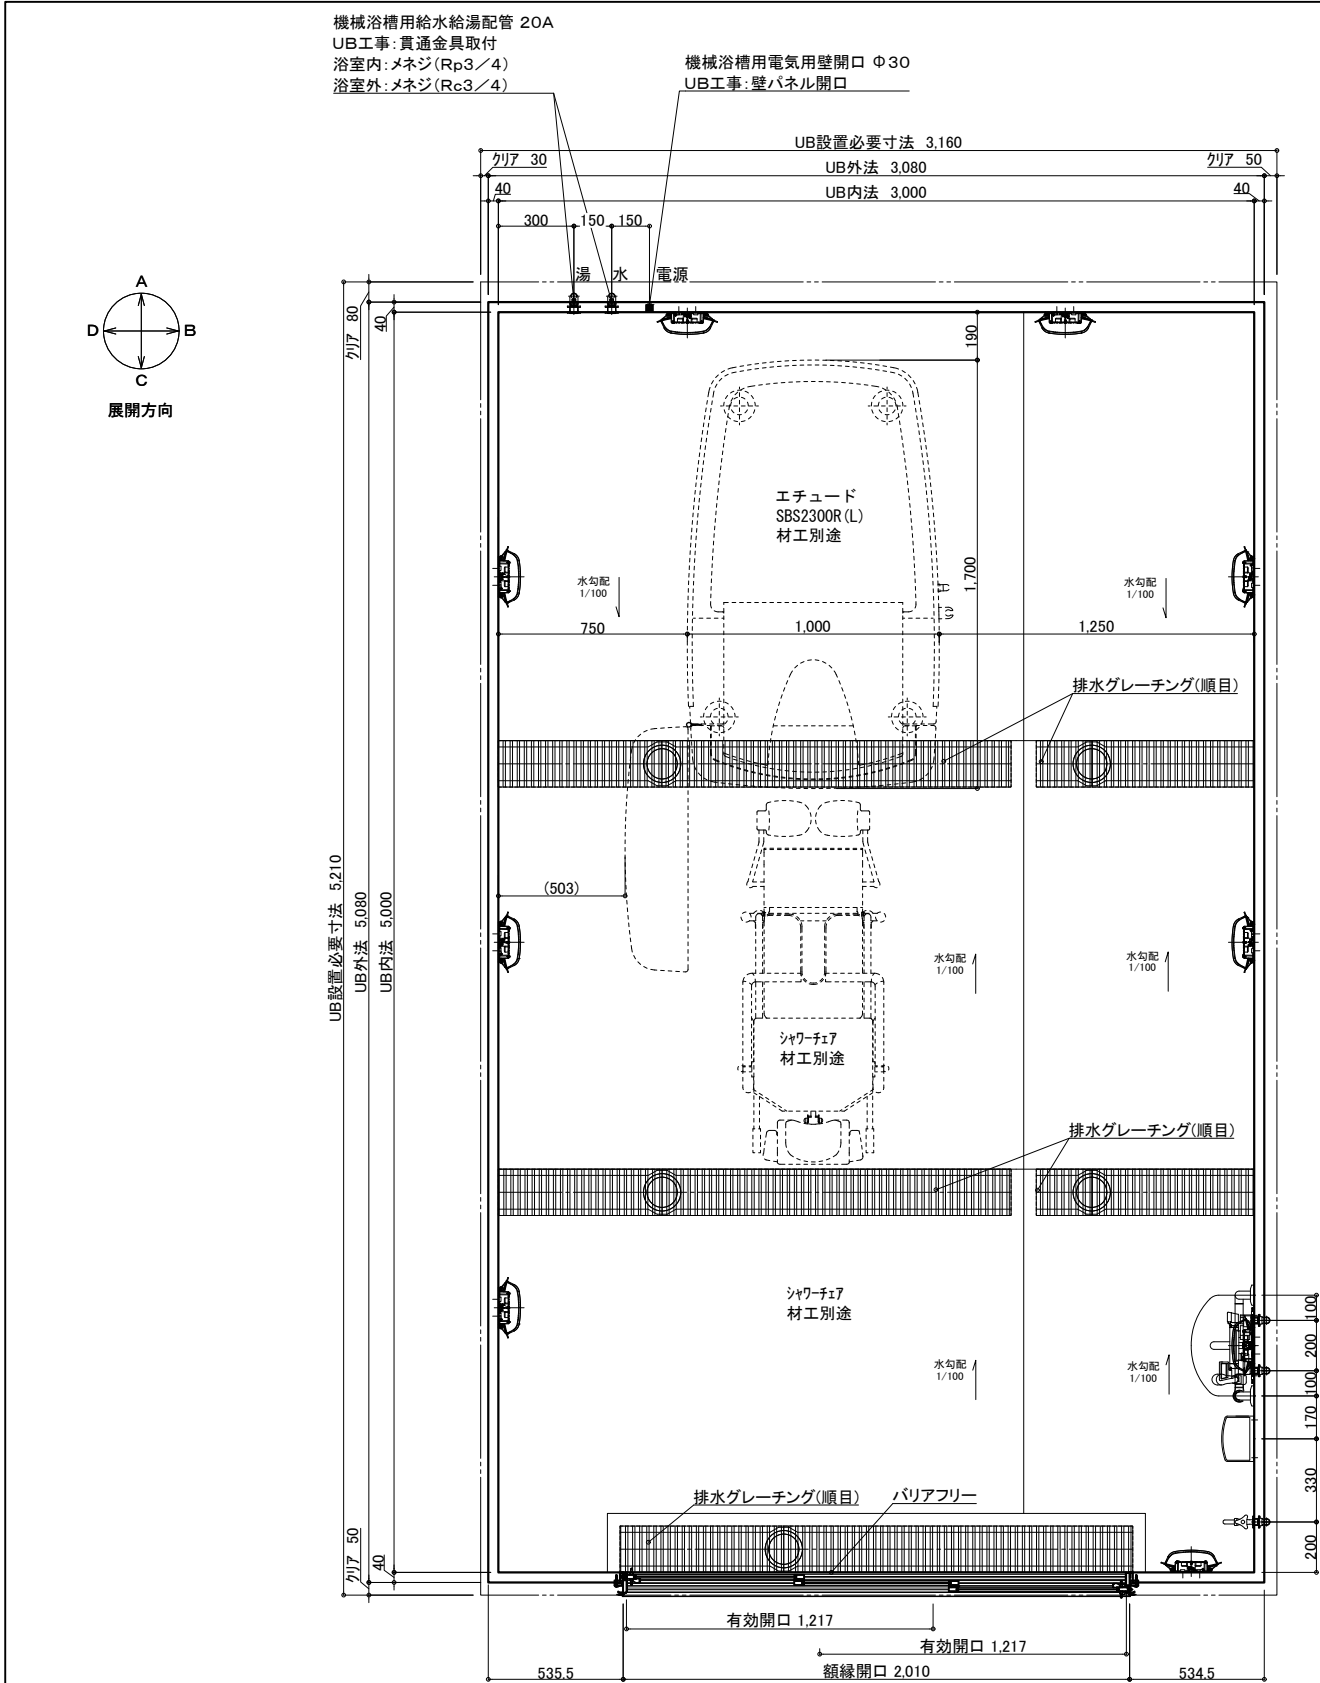 機械浴槽用給水給湯配管 20A
UB工事:貫通金具取付
浴室内:メネジ(Rp3/4)
浴室外:メネジ(Rc3/4)
機械浴槽用電気用壁開口 Φ30
UB工事:壁パネル開口
UB設置必要寸法 3,160
クリア 30
UB外法 3,080
クリア 50
40
UB内法 3,000
40
300
150
150
湯
水
電源
A
D
B
C
展開方向
クリア 80
40
190
エチュード
SBS2300R(L)
材工別途
1,700
水勾配
1/100
水勾配
1/100
750
1,000
1,250
排水グレーチング(順目)
UB設置必要寸法 5,210
UB外法 5,080
UB内法 5,000
(503)
水勾配
1/100
水勾配
1/100
シャワーチェア
材工別途
排水グレーチング(順目)
シャワーチェア
材工別途
100
200
100
170
330
200
水勾配
1/100
水勾配
1/100
排水グレーチング(順目)
バリアフリー
クリア 50
40
有効開口 1,217
有効開口 1,217
535.5
額縁開口 2,010
534.5